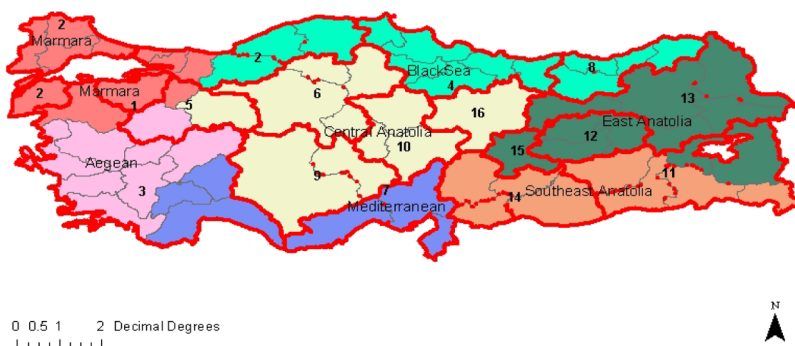 2
Marmara
2
8
BlackSea
4
6
13
2
Marmara
1
5
16
East Anatolia
12
Central Anatolia
10
15
Aegean
3
9
7
11
Mediterranean
14
Southeast Anatolia
N
0 0.5 1 2 Decimal Degrees